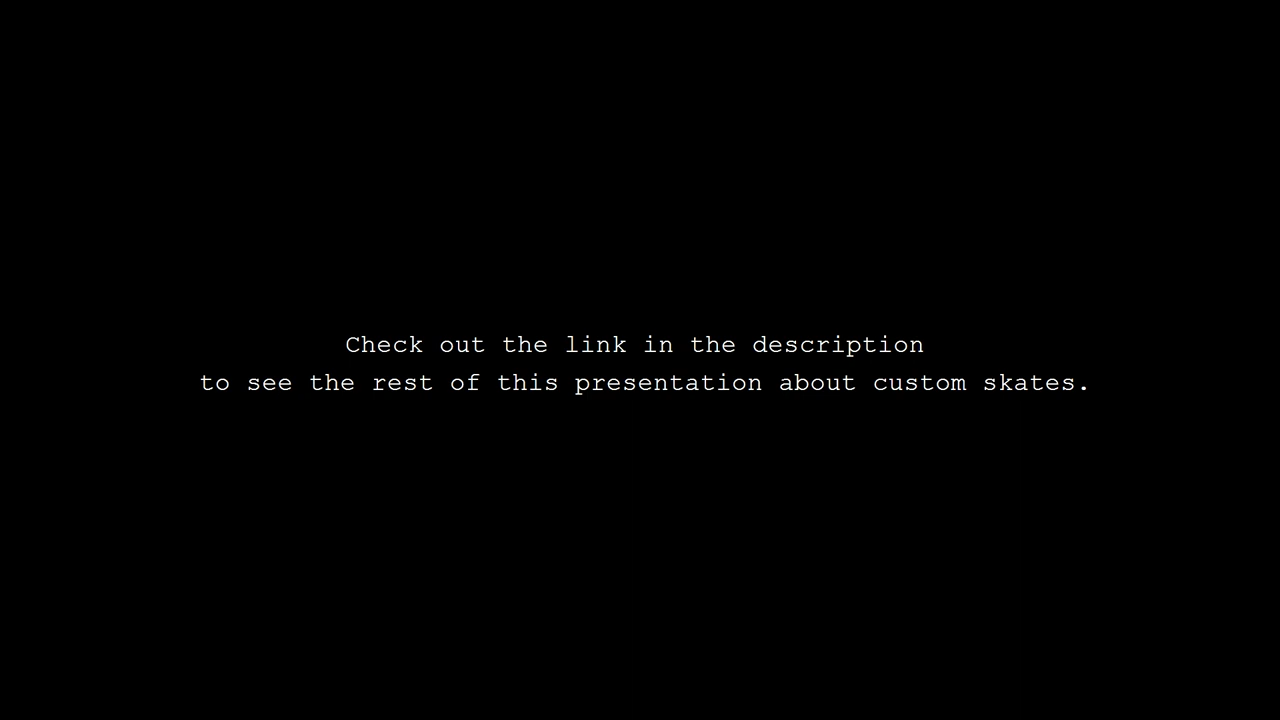 Check out the link in the description
to see the rest of this presentation about custom skates.